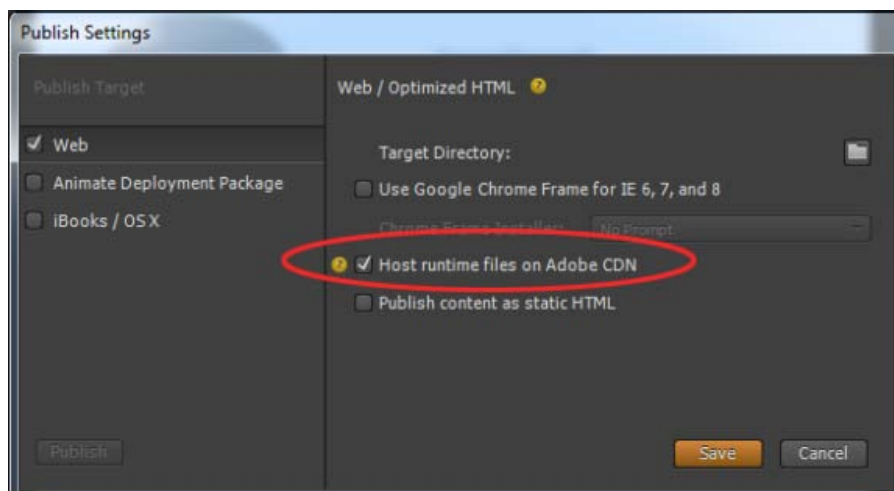 Publish Settings
Publish Target
Web
Animate Deployment Package
iBooks / OS X
Web / Optimized HTML
Target Directory:
Use Google Chrome Frame for IE 6, 7, and 8
Chrome Frame Installer: No Prompt
Host runtime files on Adobe CDN
Publish content as static HTML
Publish
Save Cancel